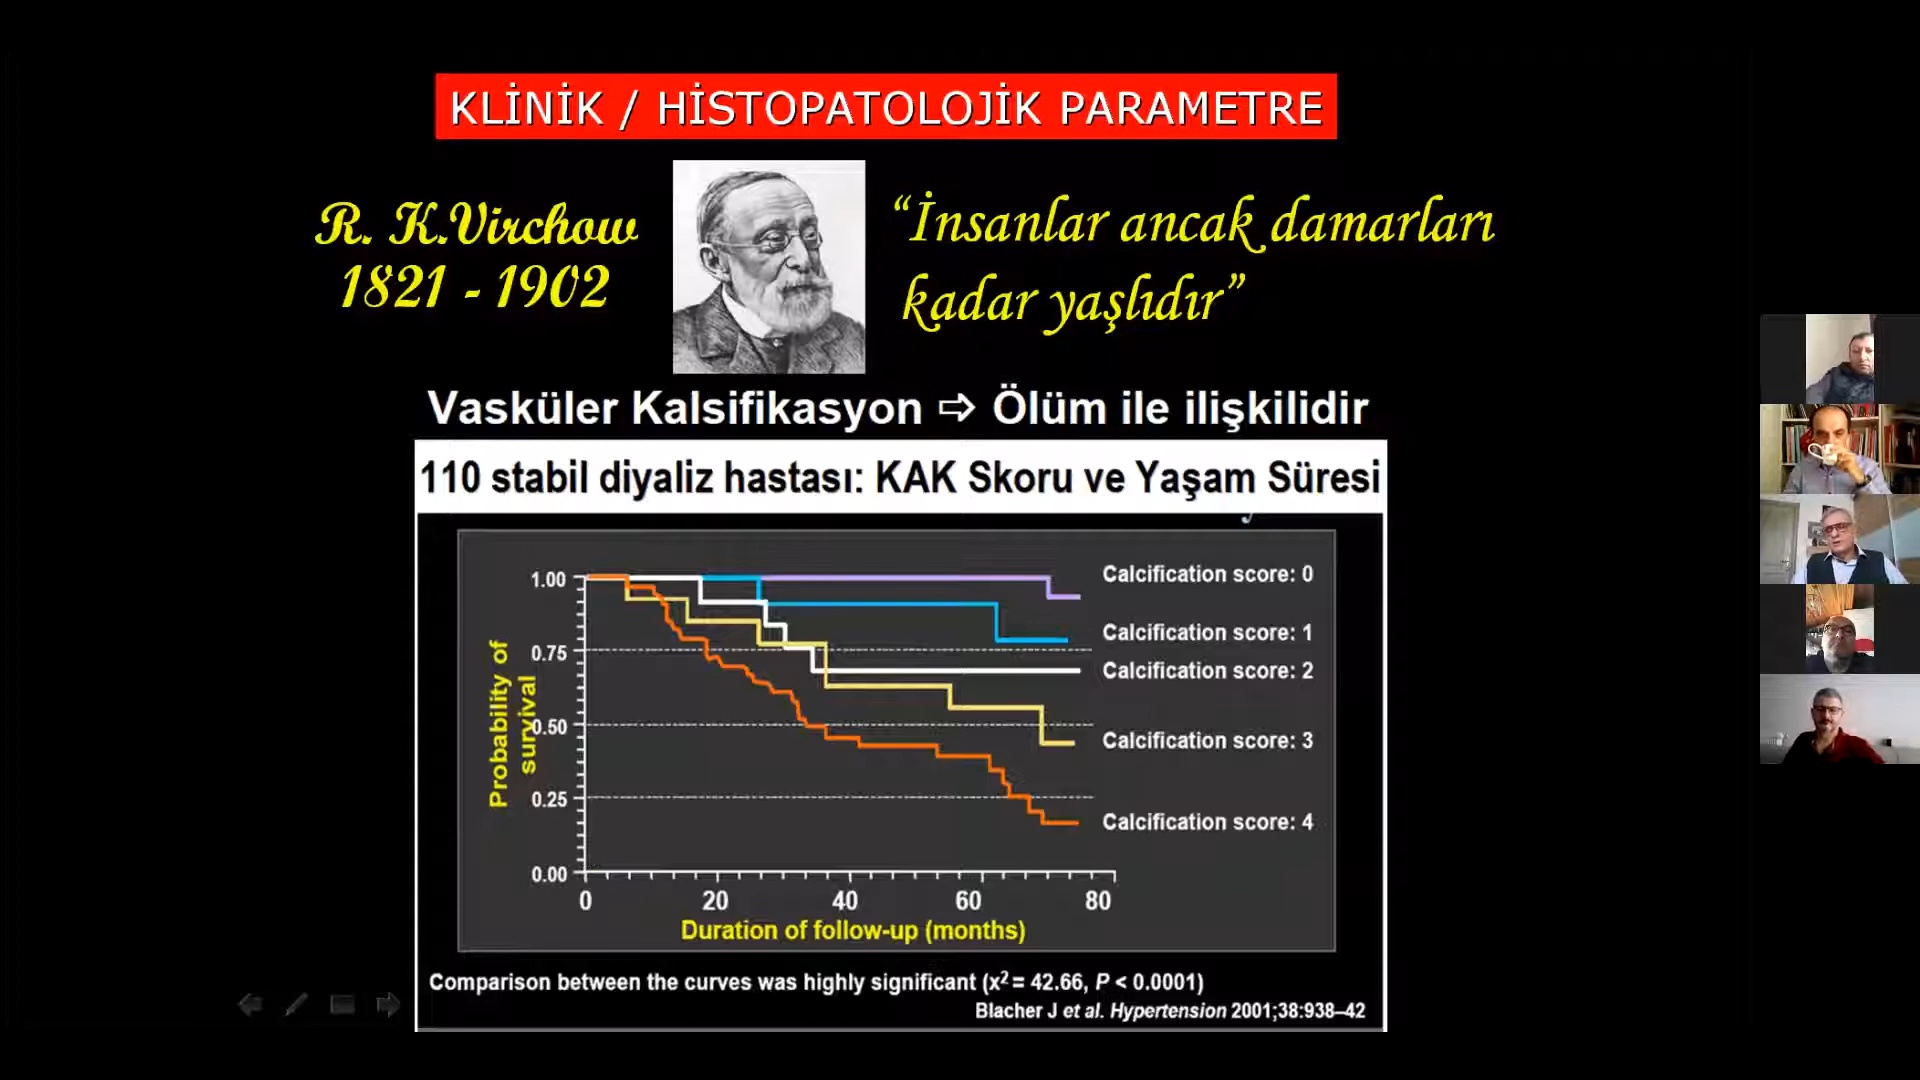 KLİNİK / HİSTOPATOLOJİK PARAMETRE
R. K.Virchow
1821 - 1902
“İnsanlar ancak damarları
kadar yaşlıdır”
Vasküler Kalsifikasyon ⇨ Ölüm ile ilişkilidir
110 stabil diyaliz hastası: KAK Skoru ve Yaşam Süresi
Probability of
survival
1.00
0.75
0.50
0.25
0.00
Calcification score: 0
Calcification score: 1
Calcification score: 2
Calcification score: 3
Calcification score: 4
0 20 40 60 80
Duration of follow-up (months)
Comparison between the curves was highly significant (x² = 42.66, P < 0.0001)
Blacher J et al. Hypertension 2001;38:938–42